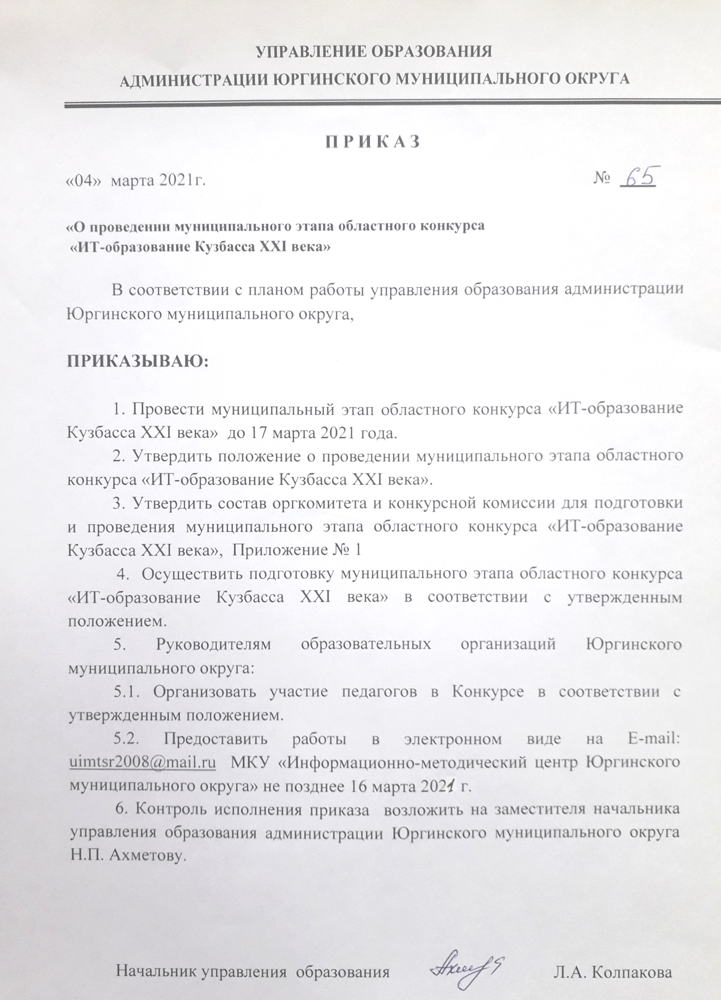 УПРАВЛЕНИЕ ОБРАЗОВАНИЯ
АДМИНИСТРАЦИИ ЮРГИНСКОГО МУНИЦИПАЛЬНОГО ОКРУГА
П Р И К А З
«04» марта 2021г. № 65
«О проведении муниципального этапа областного конкурса
«ИТ-образование Кузбасса XXI века»
В соответствии с планом работы управления образования администрации
Юргинского муниципального округа,
ПРИКАЗЫВАЮ:
1. Провести муниципальный этап областного конкурса «ИТ-образование
Кузбасса XXI века» до 17 марта 2021 года.
2. Утвердить положение о проведении муниципального этапа областного
конкурса «ИТ-образование Кузбасса XXI века».
3. Утвердить состав оргкомитета и конкурсной комиссии для подготовки
и проведения муниципального этапа областного конкурса «ИТ-образование
Кузбасса XXI века», Приложение № 1
4. Осуществить подготовку муниципального этапа областного конкурса
«ИТ-образование Кузбасса XXI века» в соответствии с утвержденным
положением.
5. Руководителям образовательных организаций Юргинского
муниципального округа:
5.1. Организовать участие педагогов в Конкурсе в соответствии с
утвержденным положением.
5.2. Предоставить работы в электронном виде на E-mail:
uimtsr2008@mail.ru МКУ «Информационно-методический центр Юргинского
муниципального округа» не позднее 16 марта 2021 г.
6. Контроль исполнения приказа возложить на заместителя начальника
управления образования администрации Юргинского муниципального округа
Н.П. Ахметову.
Начальник управления образования Л.А. Колпакова